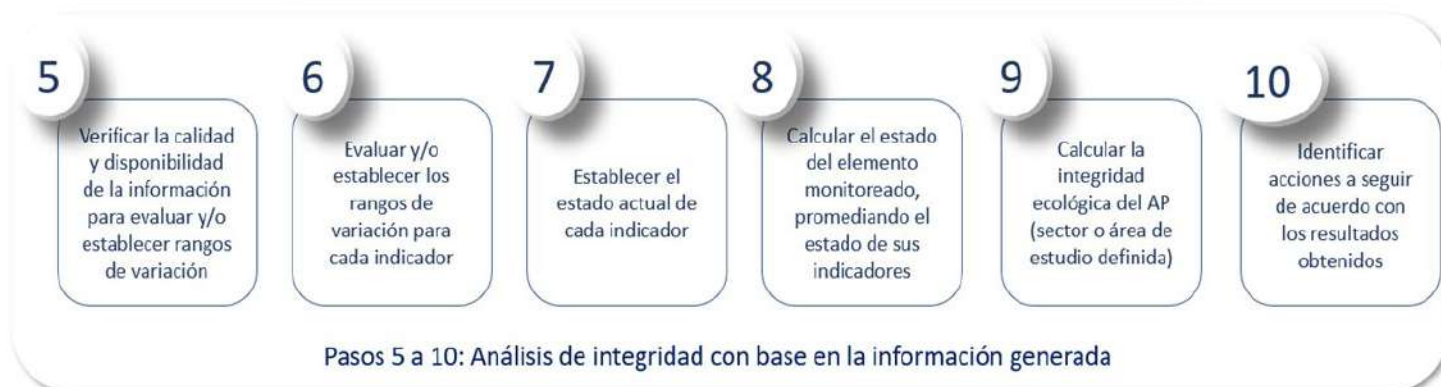 5
Verificar la calidad
y disponibilidad
de la información
para evaluar y/o
establecer rangos
de variación
6
Evaluar y/o
establecer los
rangos de
variación para
cada indicador
7
Establecer el
estado actual de
cada indicador
8
Calcular el estado
del elemento
monitoreado,
promediando el
estado de sus
indicadores
9
Calcular la
integridad
ecológica del AP
(sector o área de
estudio definida)
10
Identificar
acciones a seguir
de acuerdo con
los resultados
obtenidos
Pasos 5 a 10: Análisis de integridad con base en la información generada